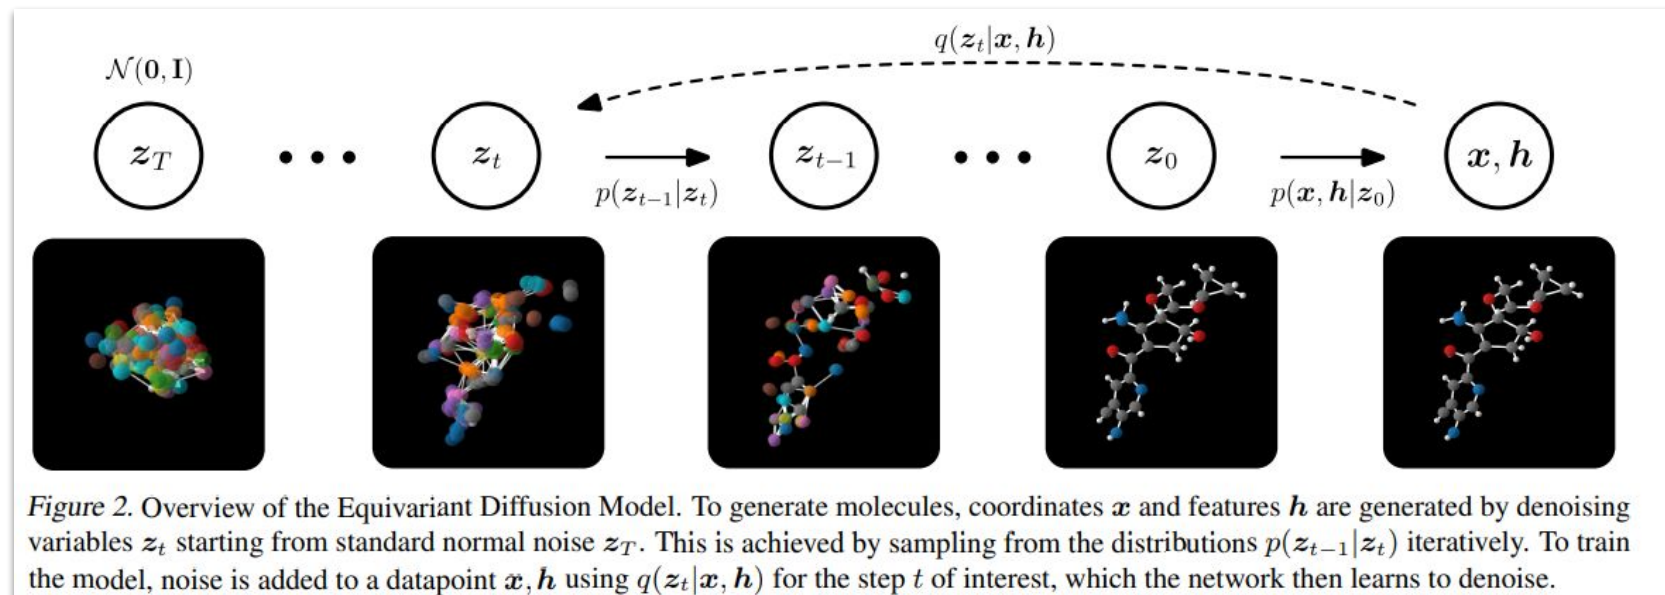 q(z_t|x, h)
N(0, I)
z_T ••• z_t z_{t−1} ••• z_0 x, h
p(z_{t−1}|z_t) p(x, h|z_0)
Figure 2. Overview of the Equivariant Diffusion Model. To generate molecules, coordinates x and features h are generated by denoising
variables z_t starting from standard normal noise z_T. This is achieved by sampling from the distributions p(z_{t−1}|z_t) iteratively. To train
the model, noise is added to a datapoint x, h using q(z_t|x, h) for the step t of interest, which the network then learns to denoise.